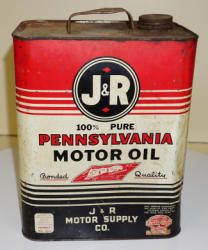 J&R
100% PURE
PENNSYLVANIA
MOTOR OIL
Bonded Quality
J & R
MOTOR SUPPLY
CO.